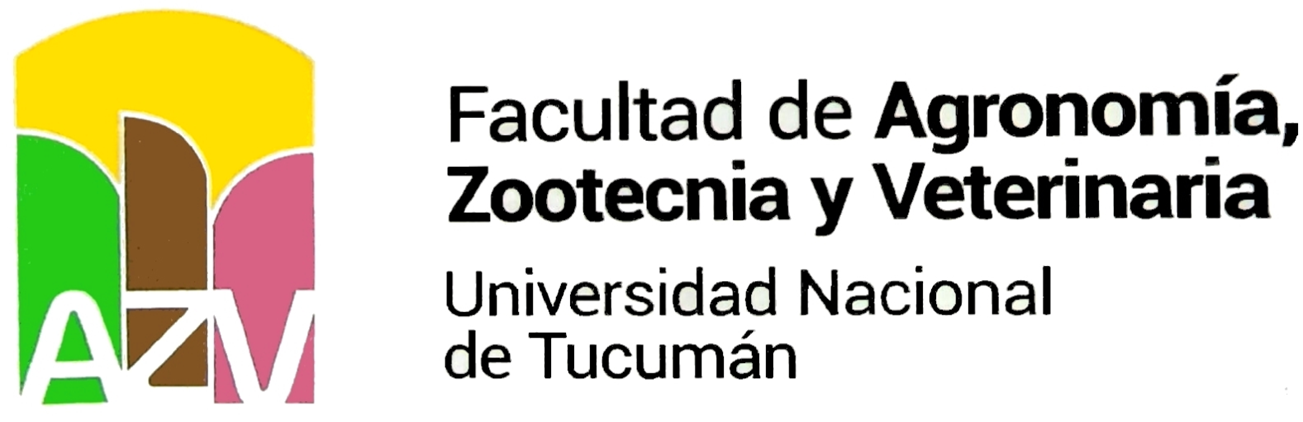 AZV
Facultad de Agronomía,
Zootecnia y Veterinaria
Universidad Nacional
de Tucumán